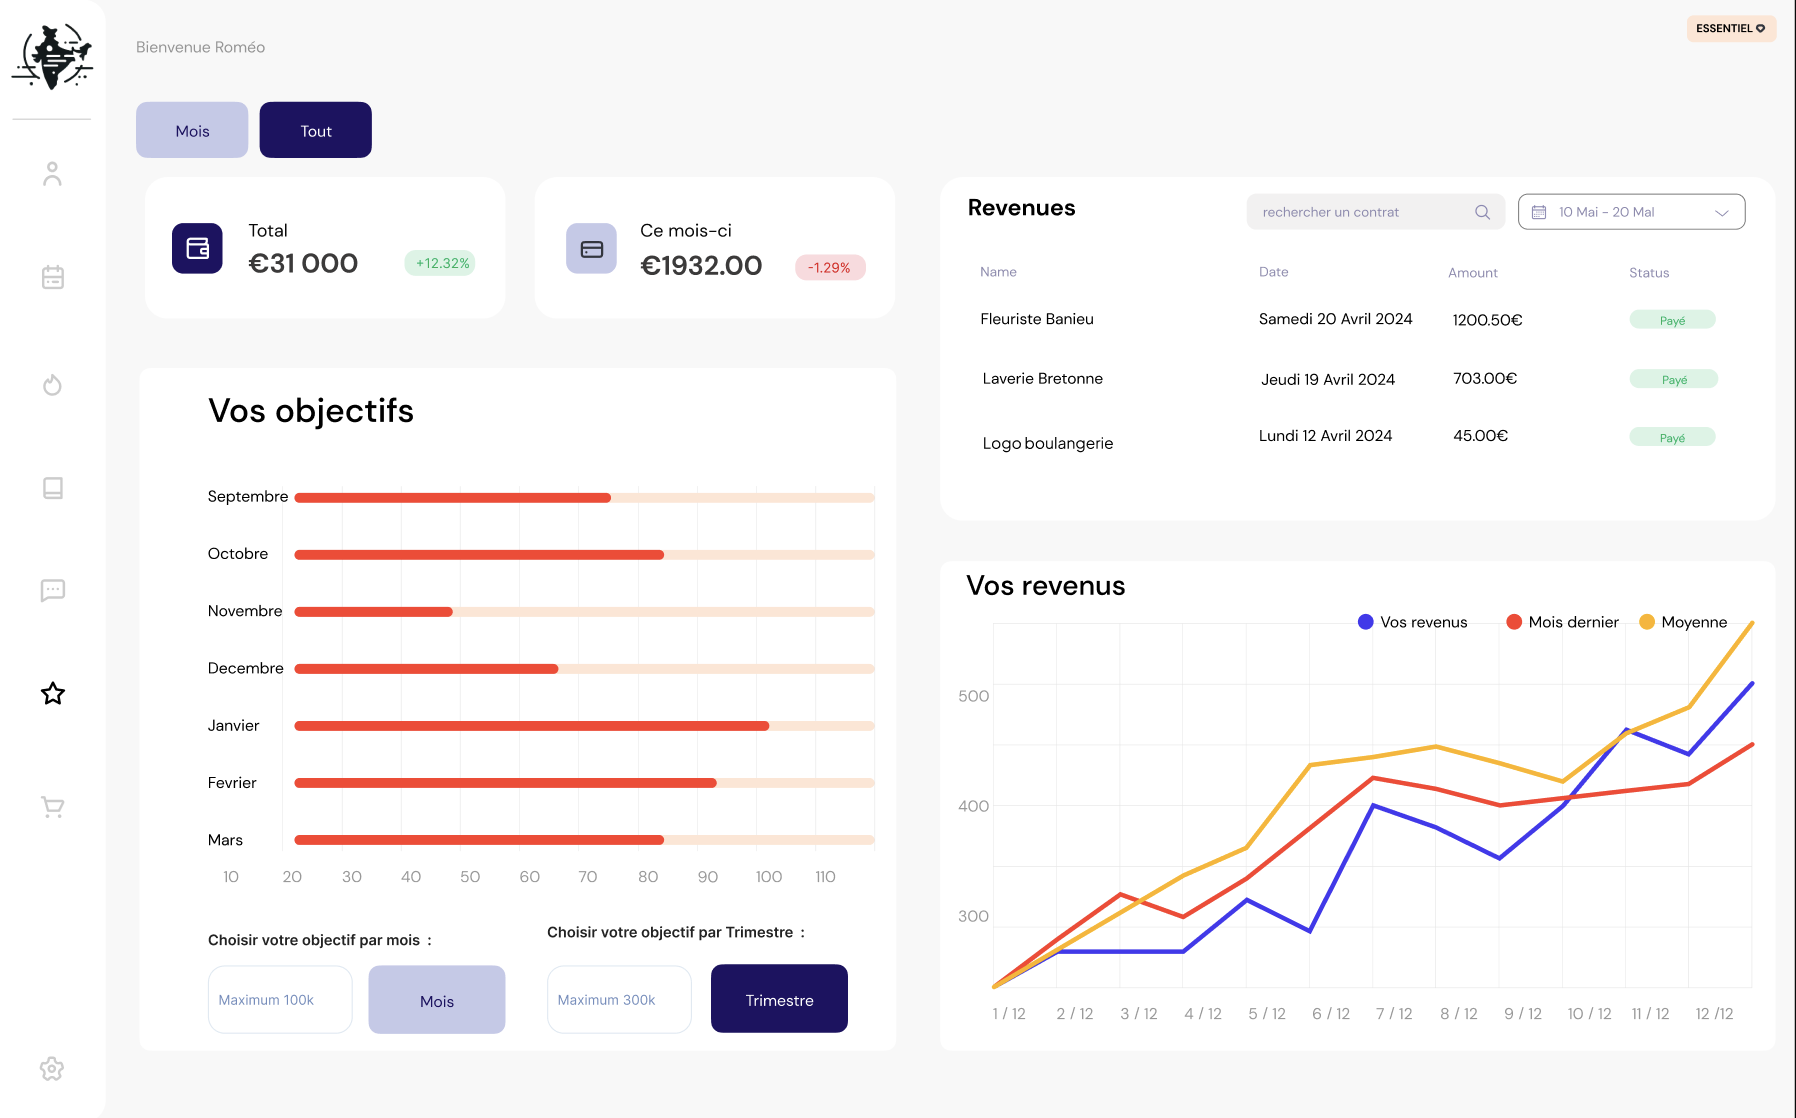 Bienvenue Roméo
ESSENTIEL
Mois
Tout
Total
€31 000
+12.32%
Ce mois-ci
€1932.00
-1.29%
Revenues
rechercher un contrat
10 Mai - 20 Mal
Name Date Amount Status
Fleuriste Banieu Samedi 20 Avril 2024 1200.50€ Payé
Laverie Bretonne Jeudi 19 Avril 2024 703.00€ Payé
Logo boulangerie Lundi 12 Avril 2024 45.00€ Payé
Vos objectifs
Septembre
Octobre
Novembre
Decembre
Janvier
Fevrier
Mars
10 20 30 40 50 60 70 80 90 100 110
Choisir votre objectif par mois :
Maximum 100k
Mois
Choisir votre objectif par Trimestre :
Maximum 300k
Trimestre
Vos revenus
Vos revenus Mois dernier Moyenne
500
400
300
1 / 12 2 / 12 3 / 12 4 / 12 5 / 12 6 / 12 7 / 12 8 / 12 9 / 12 10 / 12 11 / 12 12 /12